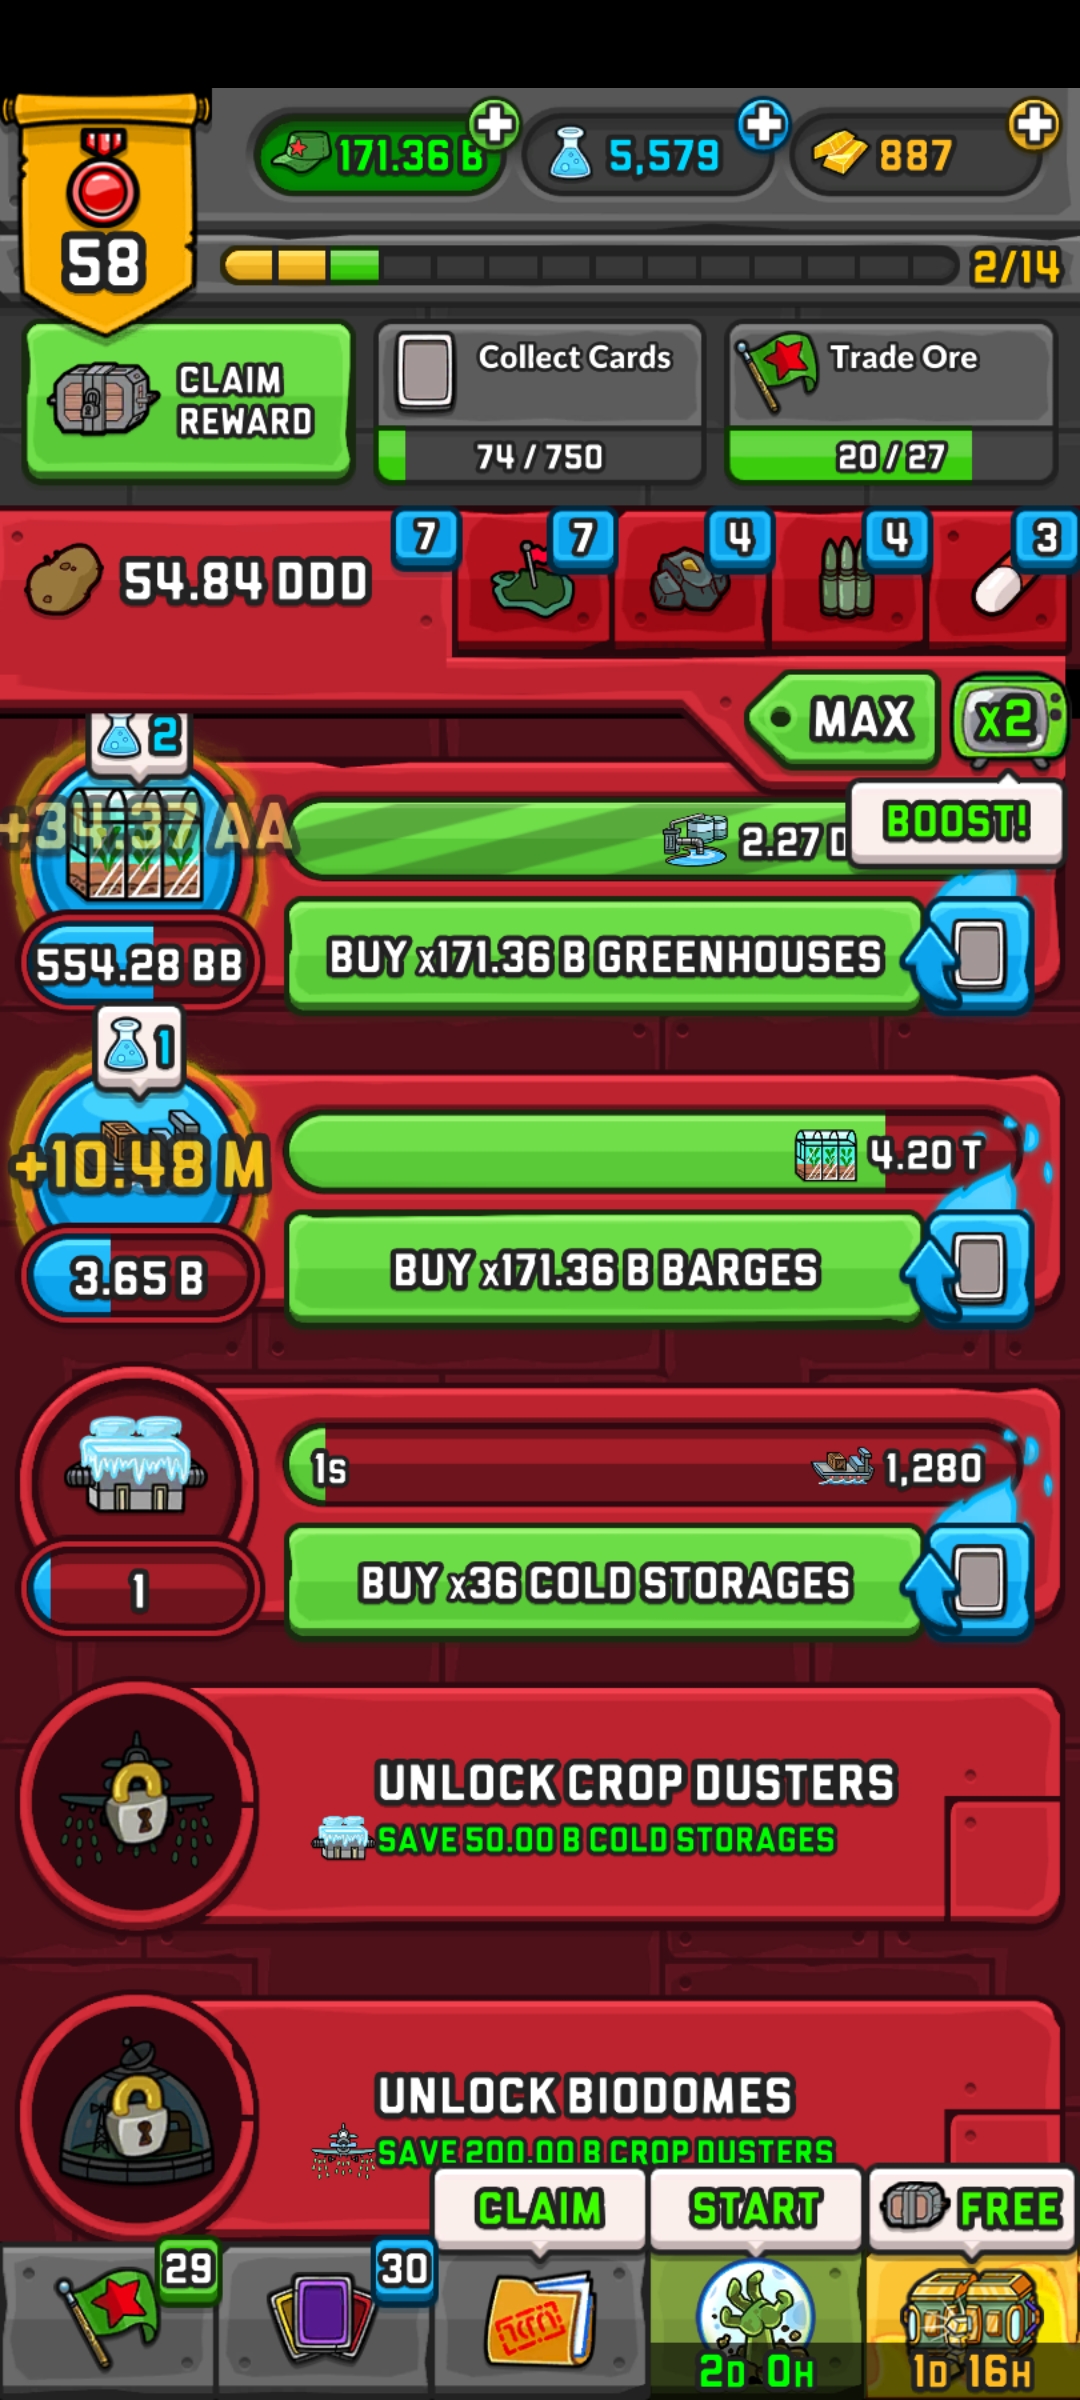 171.36 B
5,579
887
58
2/14
CLAIM
REWARD
Collect Cards
74 / 750
Trade Ore
20 / 27
54.84 DDD
7
7
4
4
3
MAX
x2
BOOST!
2
+34.37 AA
2.27
554.28 BB
BUY x171.36 B GREENHOUSES
1
+10.48 M
4.20 T
3.65 B
BUY x171.36 B BARGES
1s
1,280
1
BUY x36 COLD STORAGES
UNLOCK CROP DUSTERS
SAVE 50.00 B COLD STORAGES
UNLOCK BIODOMES
SAVE 200.00 B CROP DUSTERS
CLAIM
START
FREE
29
30
2D 0H
1D 16H